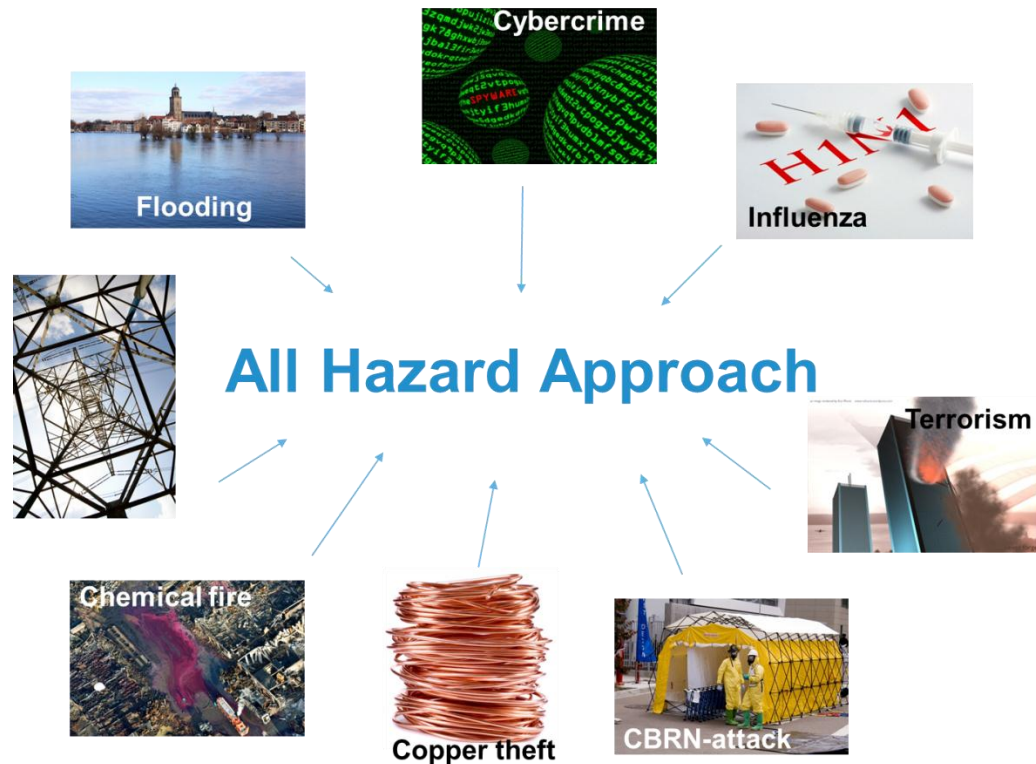 Cybercrime
SPYWARE
Flooding
H1N1
Influenza
All Hazard Approach
Terrorism
Chemical fire
Copper theft
CBRN-attack